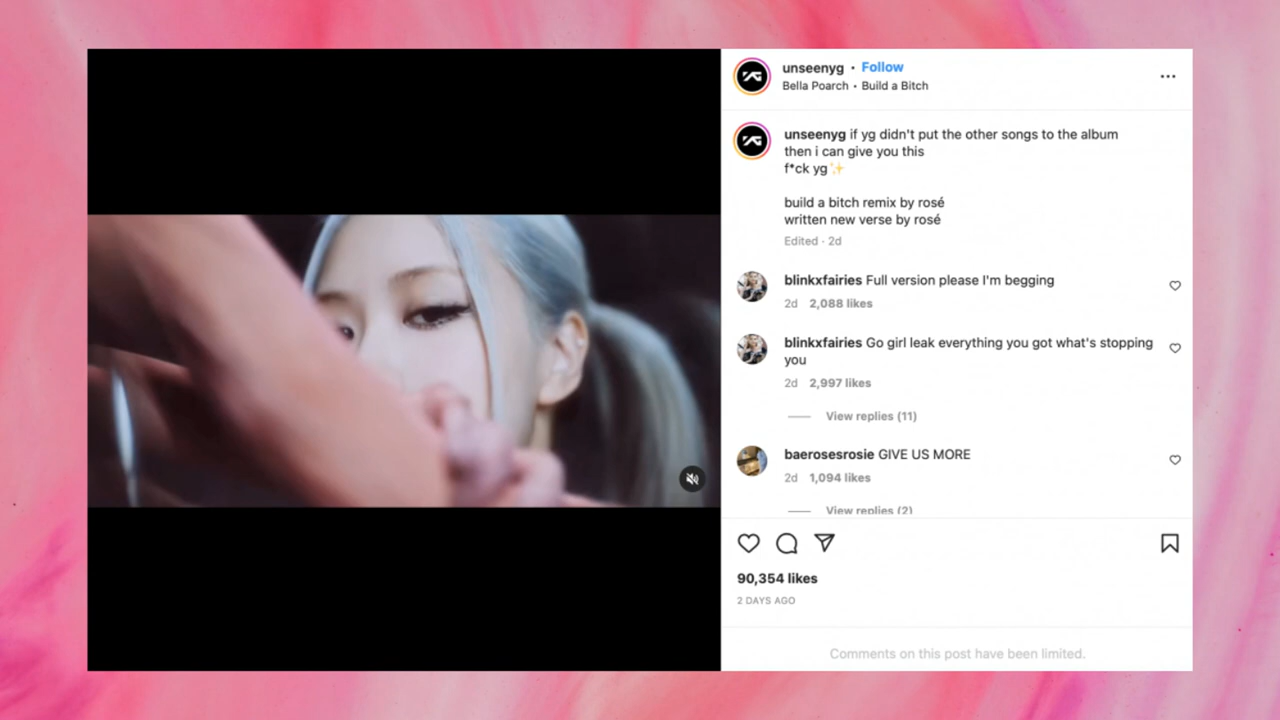 unseenyg • Follow
Bella Poarch • Build a Bitch
unseenyg if yg didn't put the other songs to the album
then i can give you this
f*ck yg✨
build a bitch remix by rosé
written new verse by rosé
Edited · 2d
blinkxfairies Full version please I'm begging
2d 2,088 likes
blinkxfairies Go girl leak everything you got what's stopping
you
2d 2,997 likes
View replies (11)
baerosesrosie GIVE US MORE
2d 1,094 likes
View replies (2)
90,354 likes
2 DAYS AGO
Comments on this post have been limited.